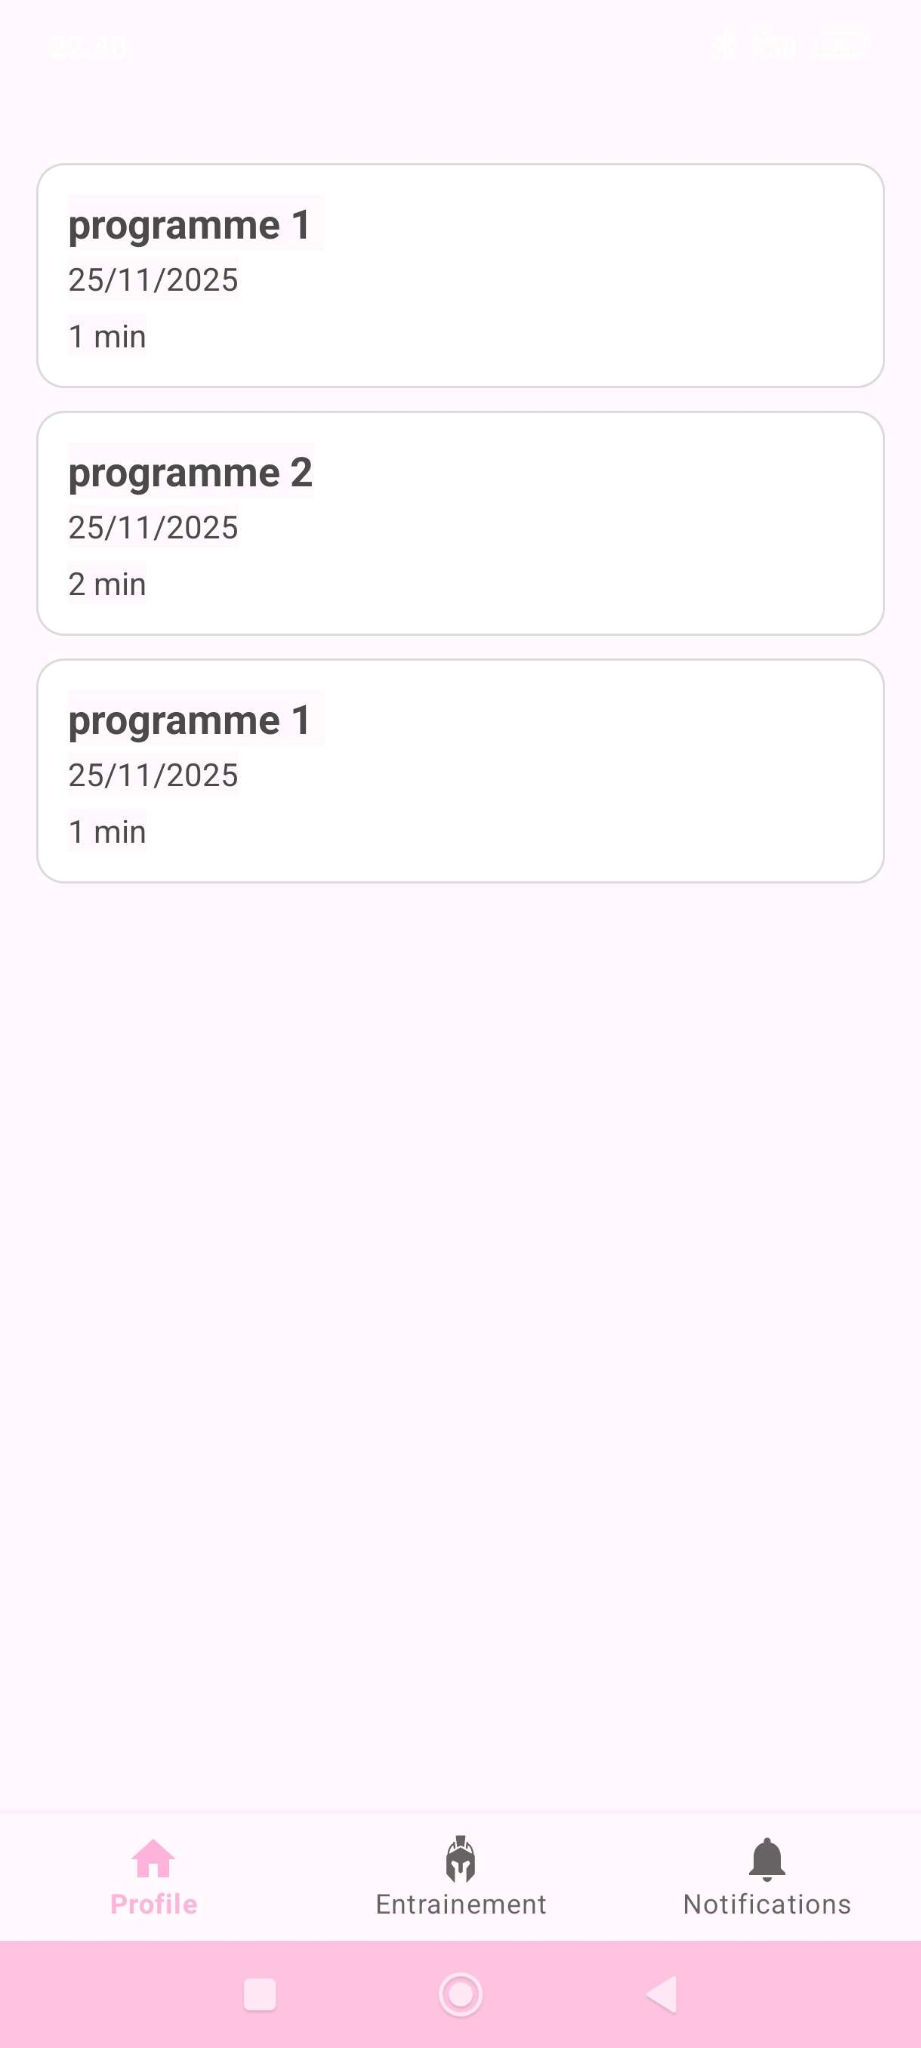 programme 1
25/11/2025
1 min
programme 2
25/11/2025
2 min
programme 1
25/11/2025
1 min
Profile
Entrainement
Notifications